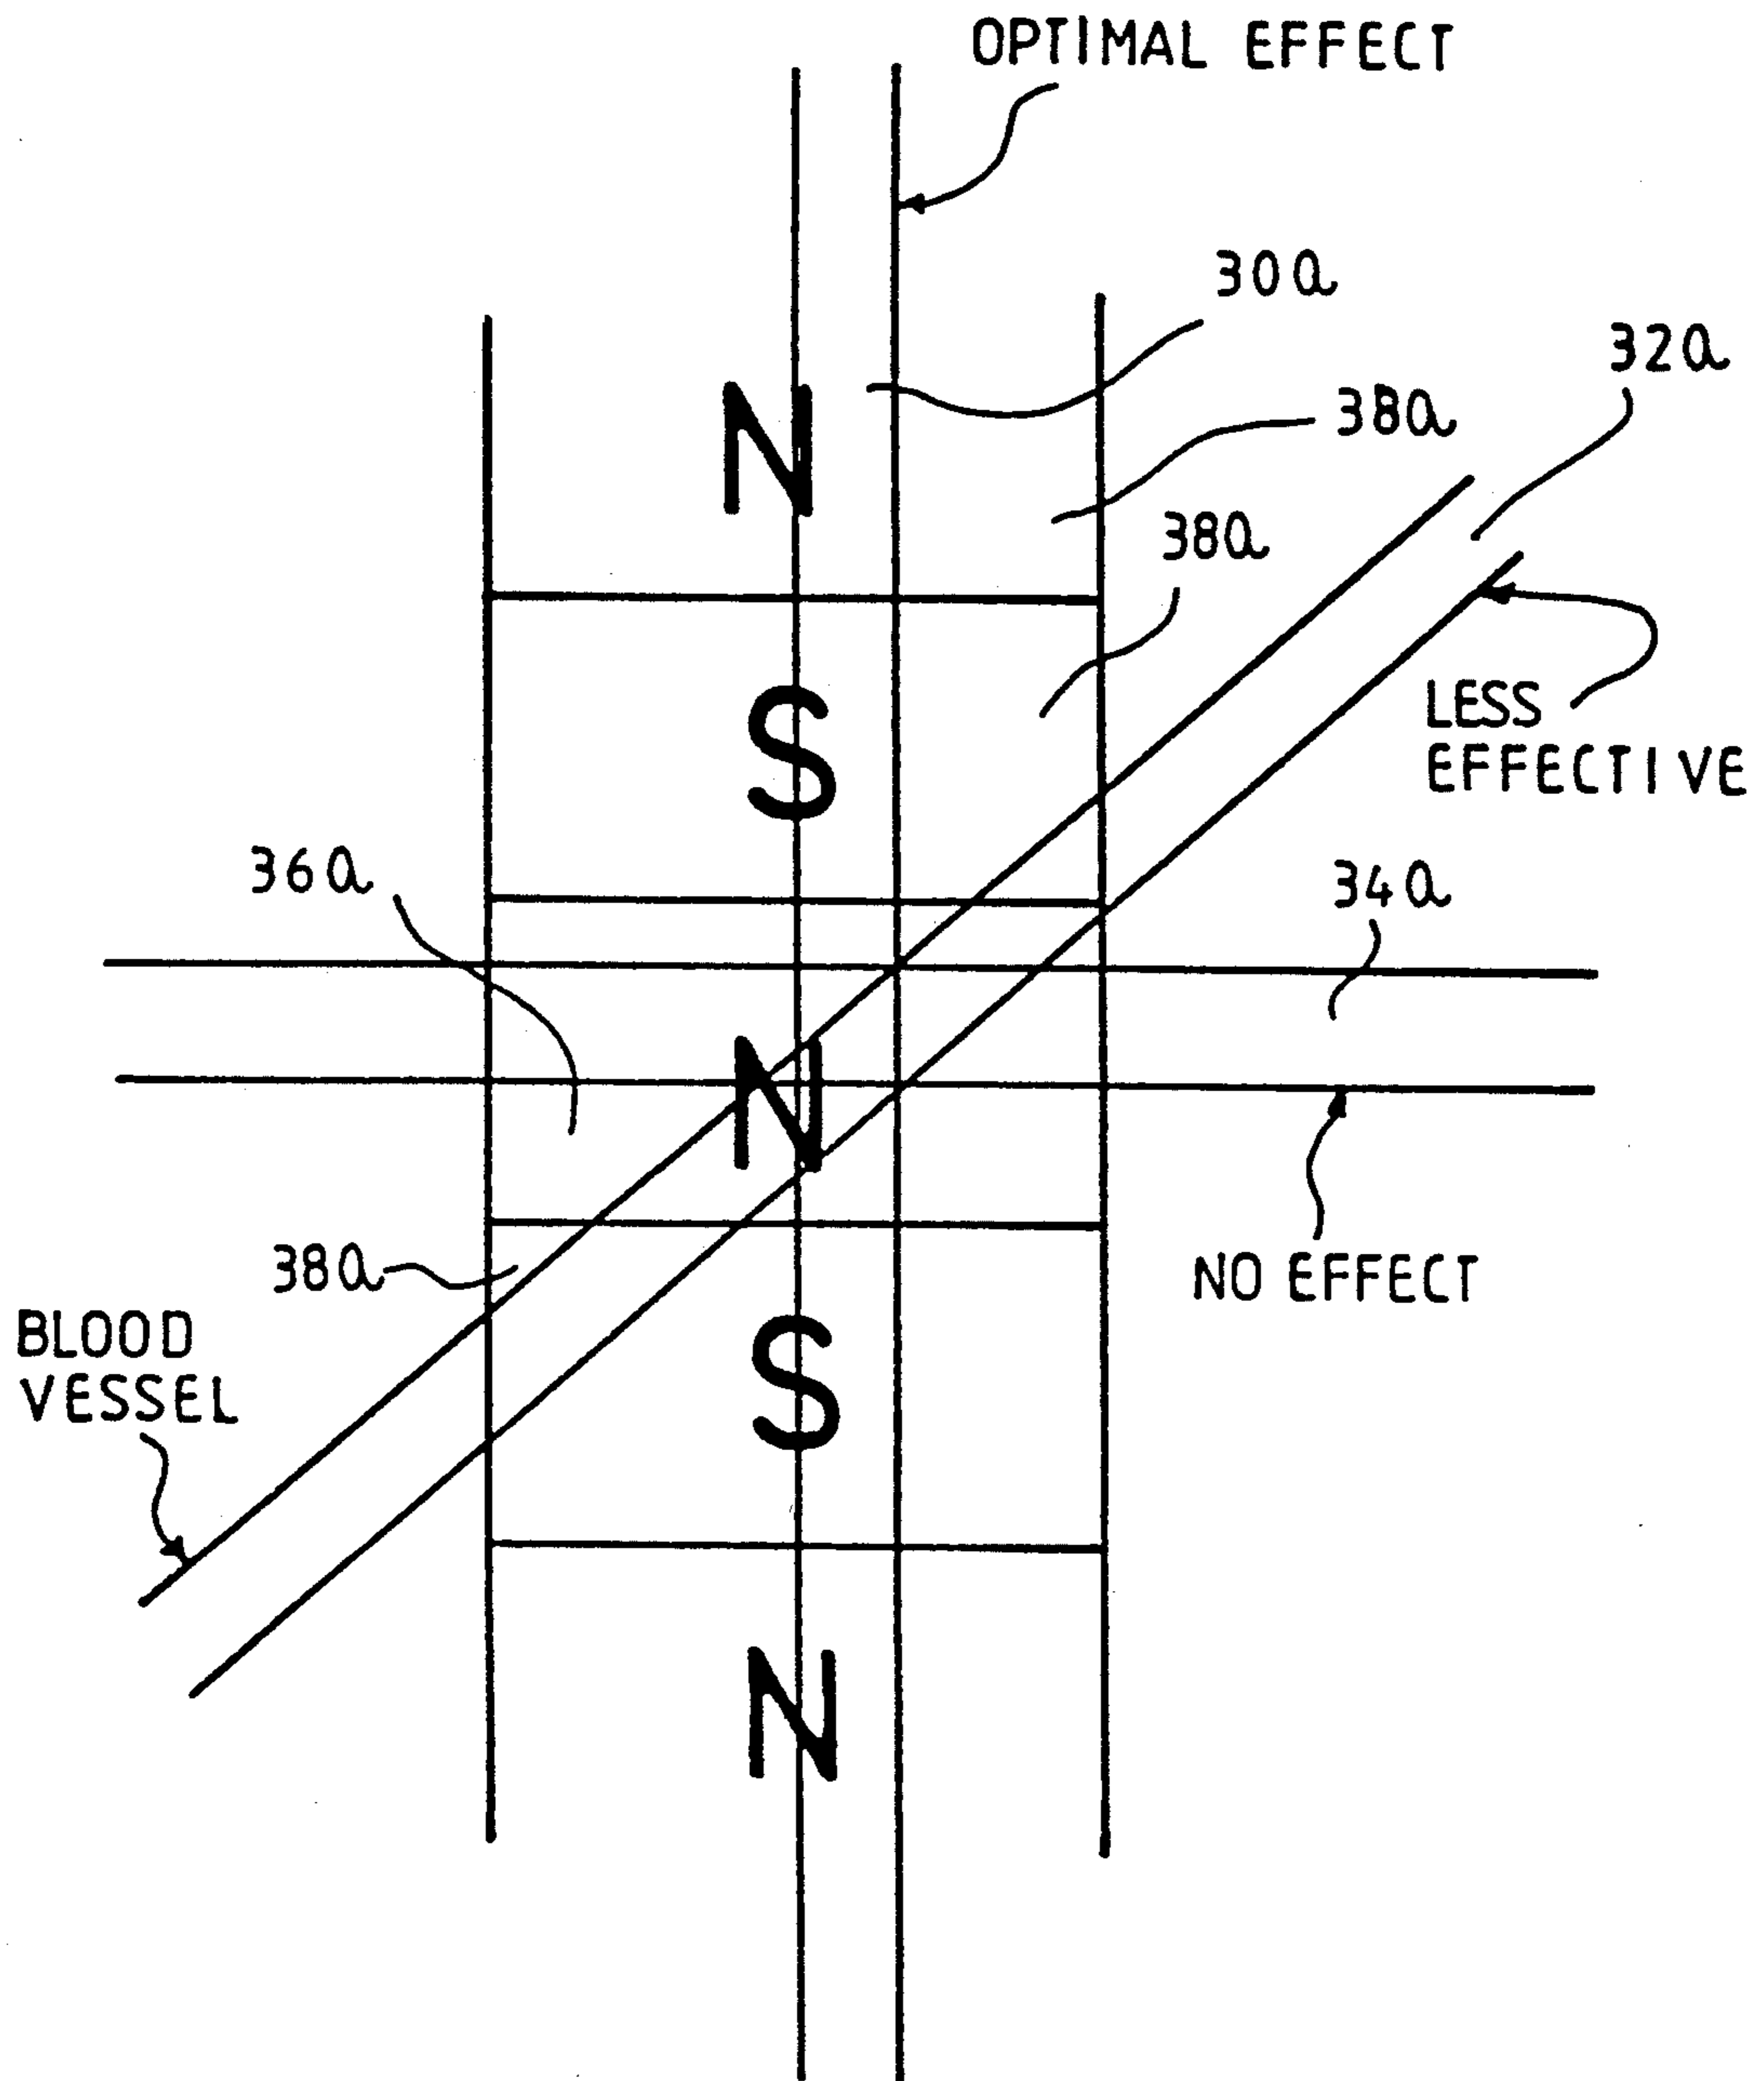 OPTIMAL EFFECT
30a
32a
38a
N
38a
S
LESS
EFFECTIVE
36a
34a
N
38a
NO EFFECT
BLOOD
VESSEL
S
N